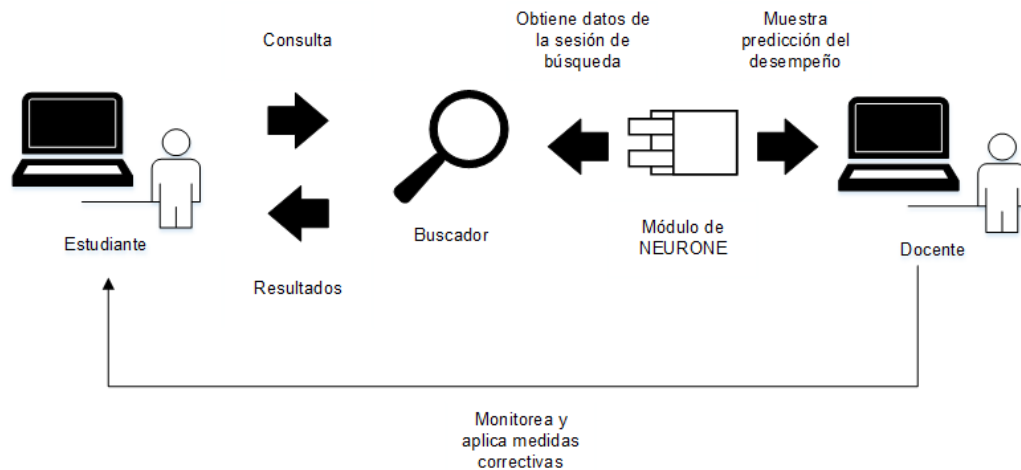 Consulta
Obtiene datos de
la sesión de
búsqueda
Muestra
predicción del
desempeño
Estudiante
Buscador
Módulo de
NEURONE
Docente
Resultados
Monitorea y
aplica medidas
correctivas